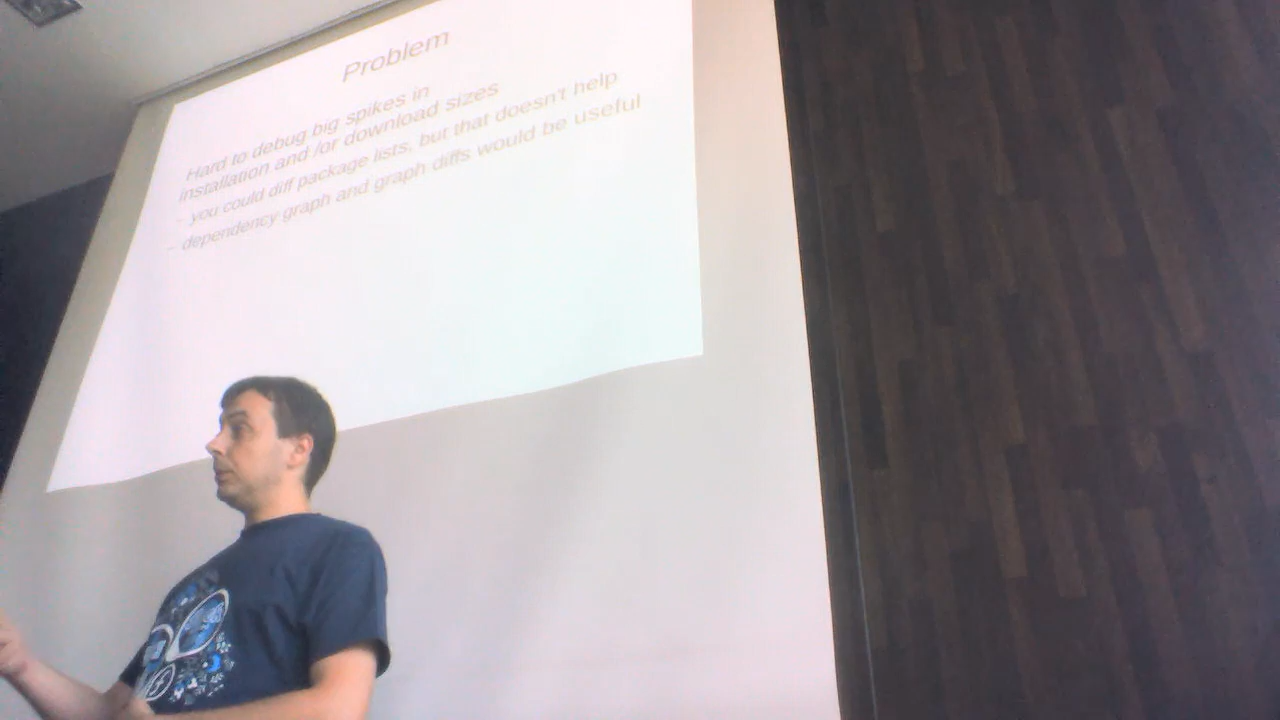 Problem
Hard to debug big spikes in
installation and /or download sizes
– you could diff package lists, but that doesn't help
– dependency graph and graph diffs would be useful